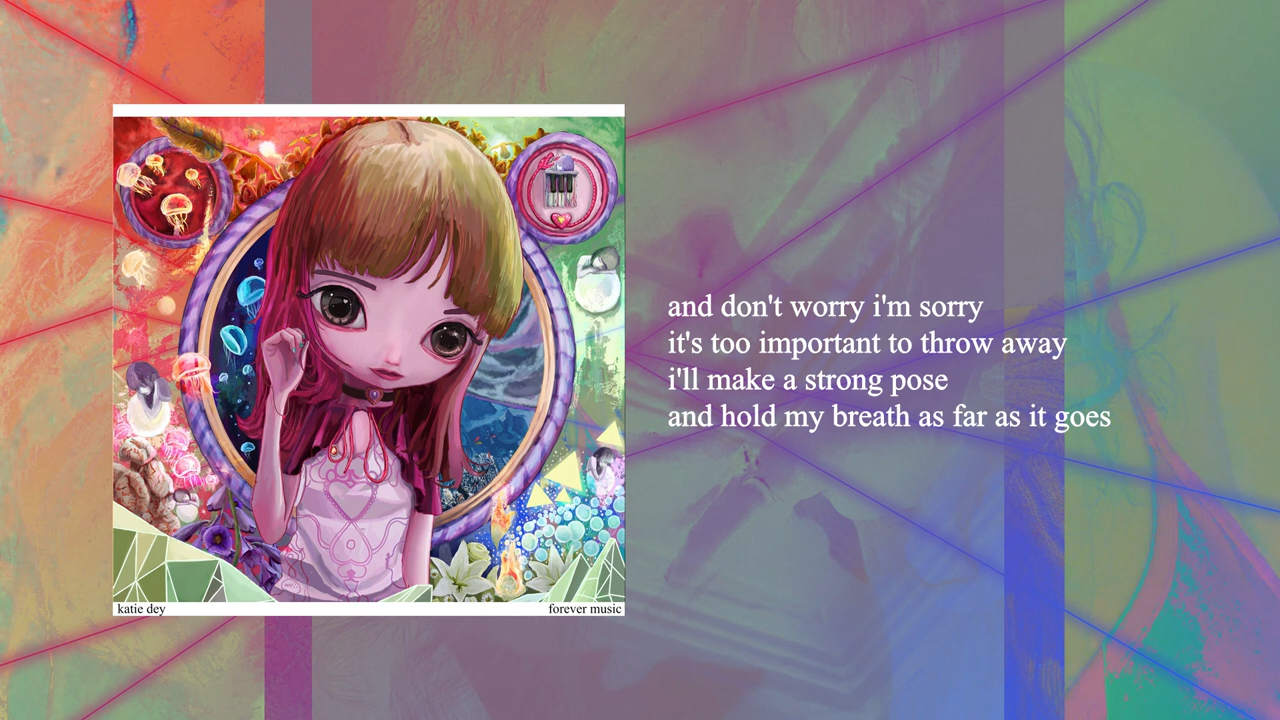 and don't worry i'm sorry
it's too important to throw away
i'll make a strong pose
and hold my breath as far as it goes
katie dey
forever music